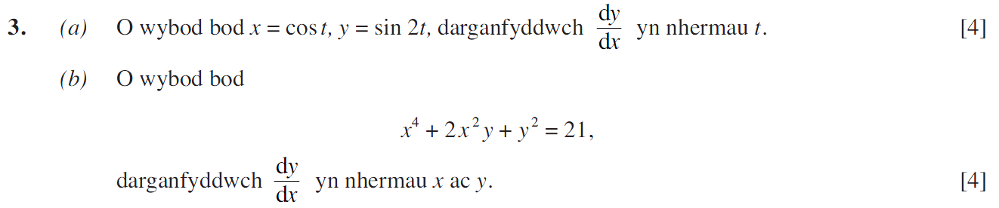 3. (a) O wybod bod x = cos t, y = sin 2t, darganfyddwch dy/dx yn nhermau t. [4]
(b) O wybod bod
x⁴ + 2x²y + y² = 21,
darganfyddwch dy/dx yn nhermau x ac y. [4]